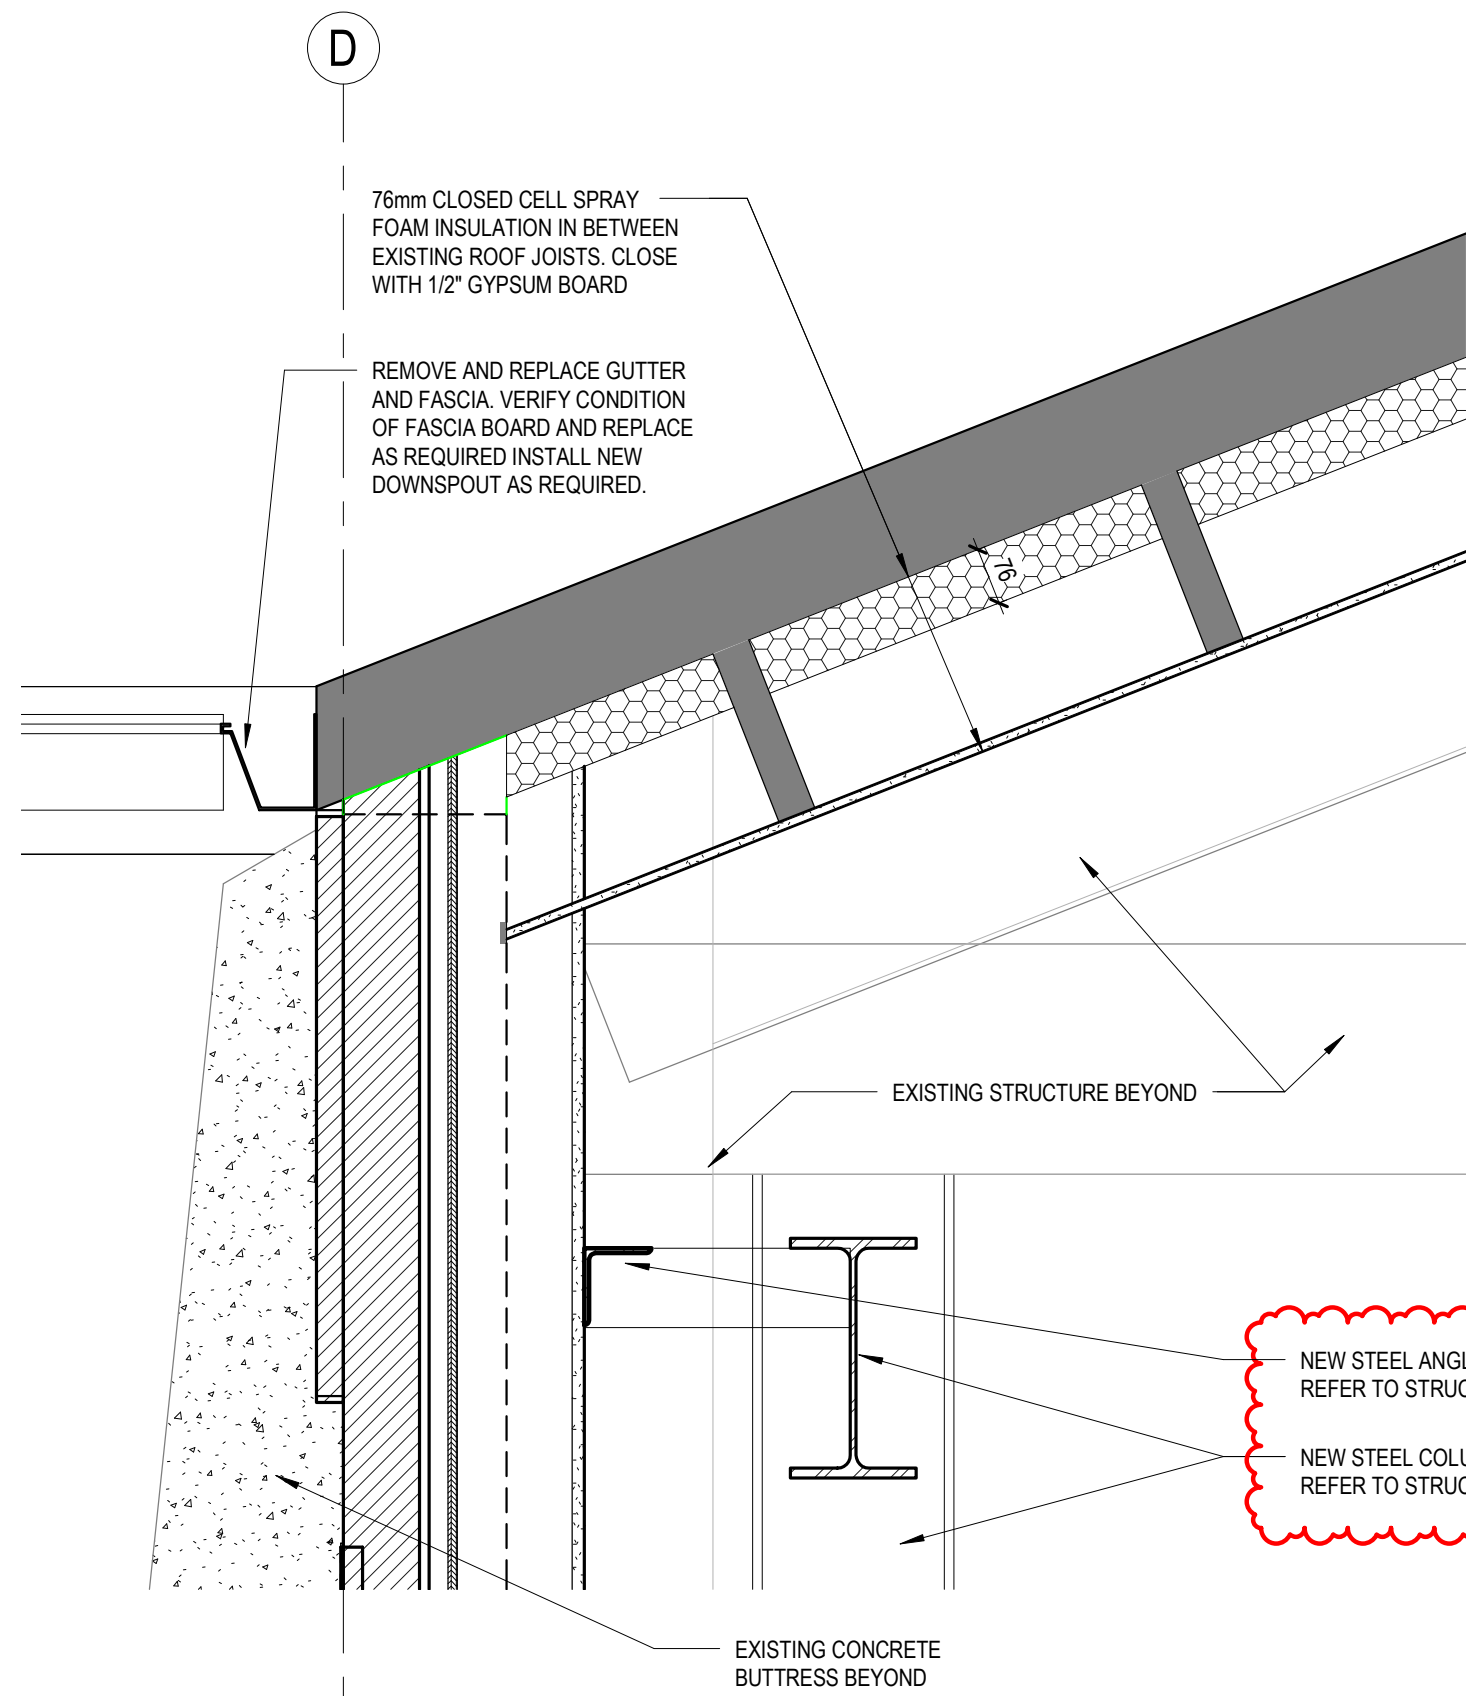 D
76mm CLOSED CELL SPRAY
FOAM INSULATION IN BETWEEN
EXISTING ROOF JOISTS. CLOSE
WITH 1/2" GYPSUM BOARD
REMOVE AND REPLACE GUTTER
AND FASCIA. VERIFY CONDITION
OF FASCIA BOARD AND REPLACE
AS REQUIRED INSTALL NEW
DOWNSPOUT AS REQUIRED.
76
EXISTING STRUCTURE BEYOND
NEW STEEL ANGL
REFER TO STRUC
NEW STEEL COLU
REFER TO STRUC
EXISTING CONCRETE
BUTTRESS BEYOND